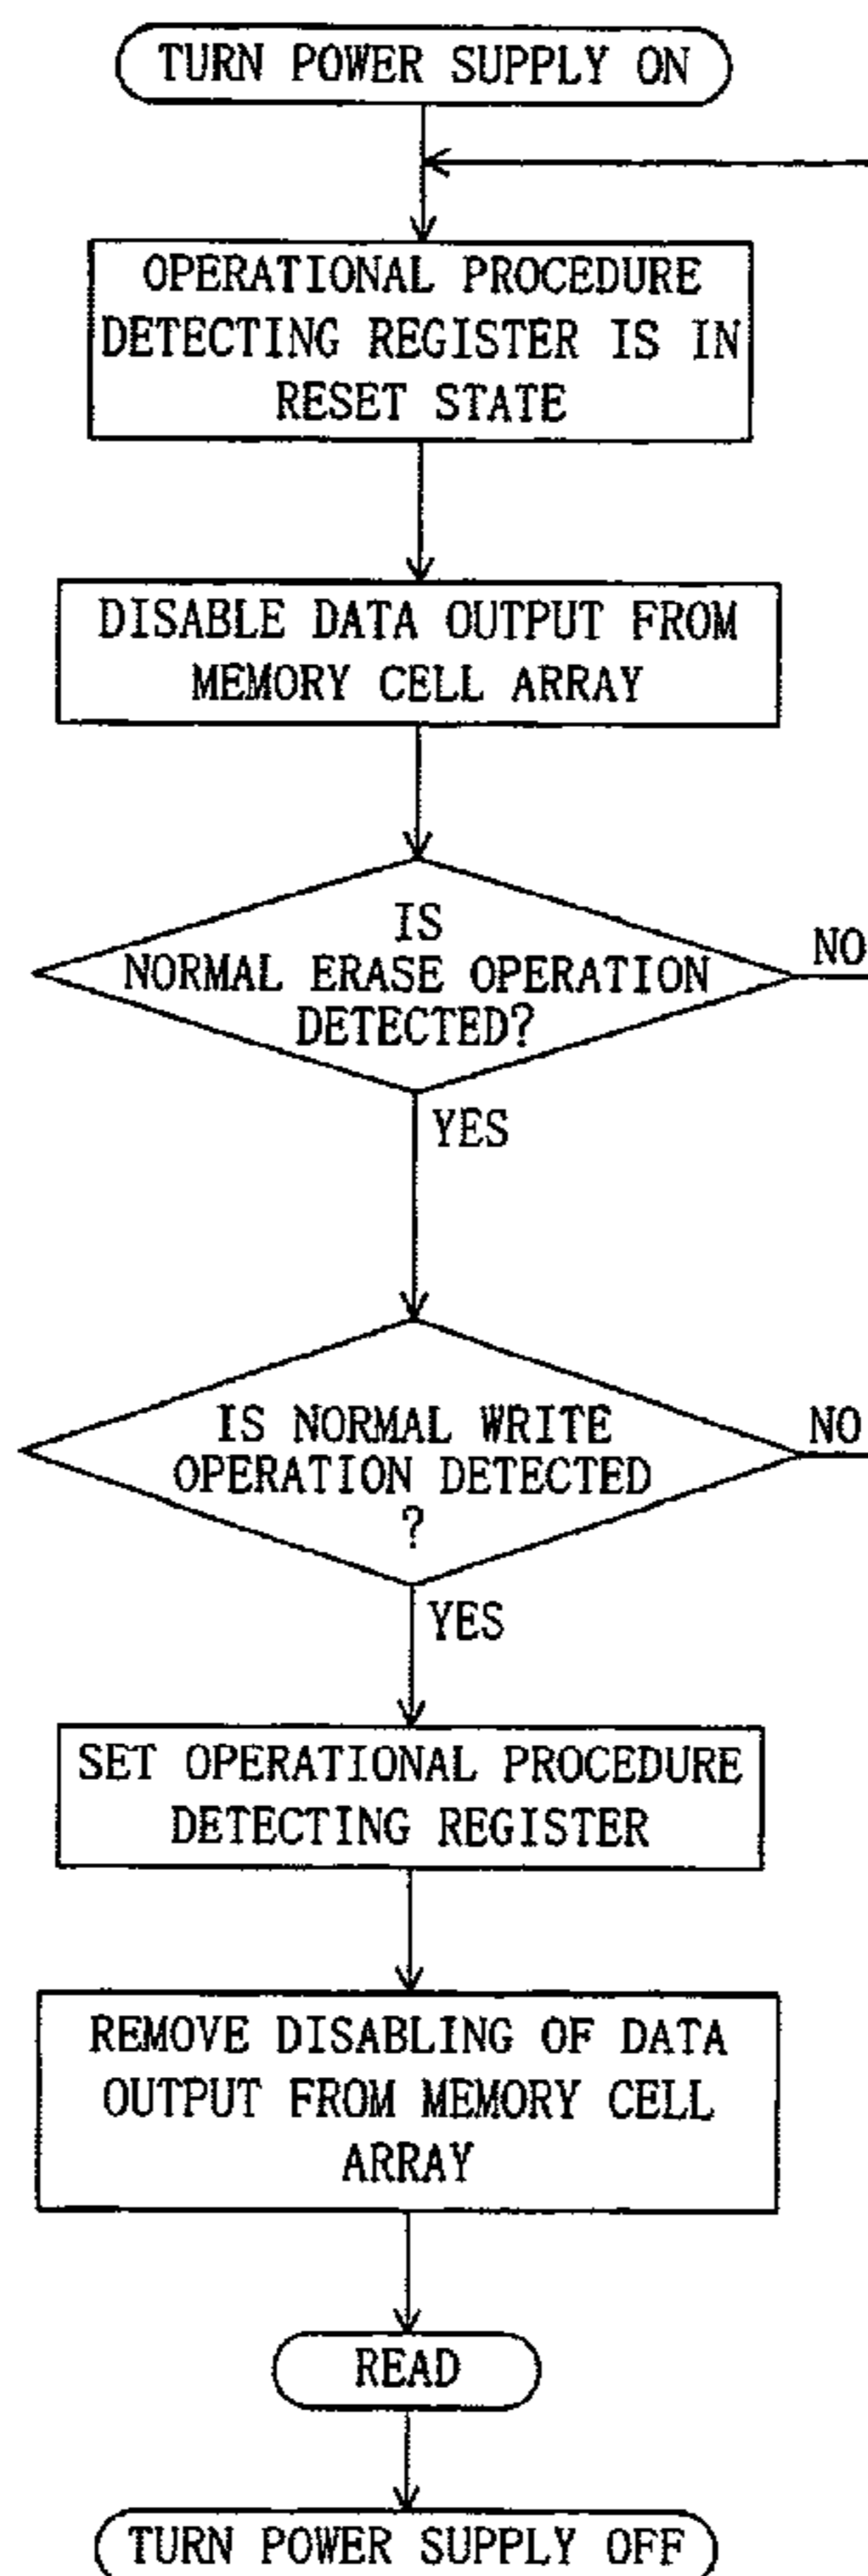 TURN POWER SUPPLY ON
OPERATIONAL PROCEDURE
DETECTING REGISTER IS IN
RESET STATE
DISABLE DATA OUTPUT FROM
MEMORY CELL ARRAY
IS
NORMAL ERASE OPERATION
DETECTED?
NO
YES
IS NORMAL WRITE
OPERATION DETECTED
?
NO
YES
SET OPERATIONAL PROCEDURE
DETECTING REGISTER
REMOVE DISABLING OF DATA
OUTPUT FROM MEMORY CELL
ARRAY
READ
TURN POWER SUPPLY OFF